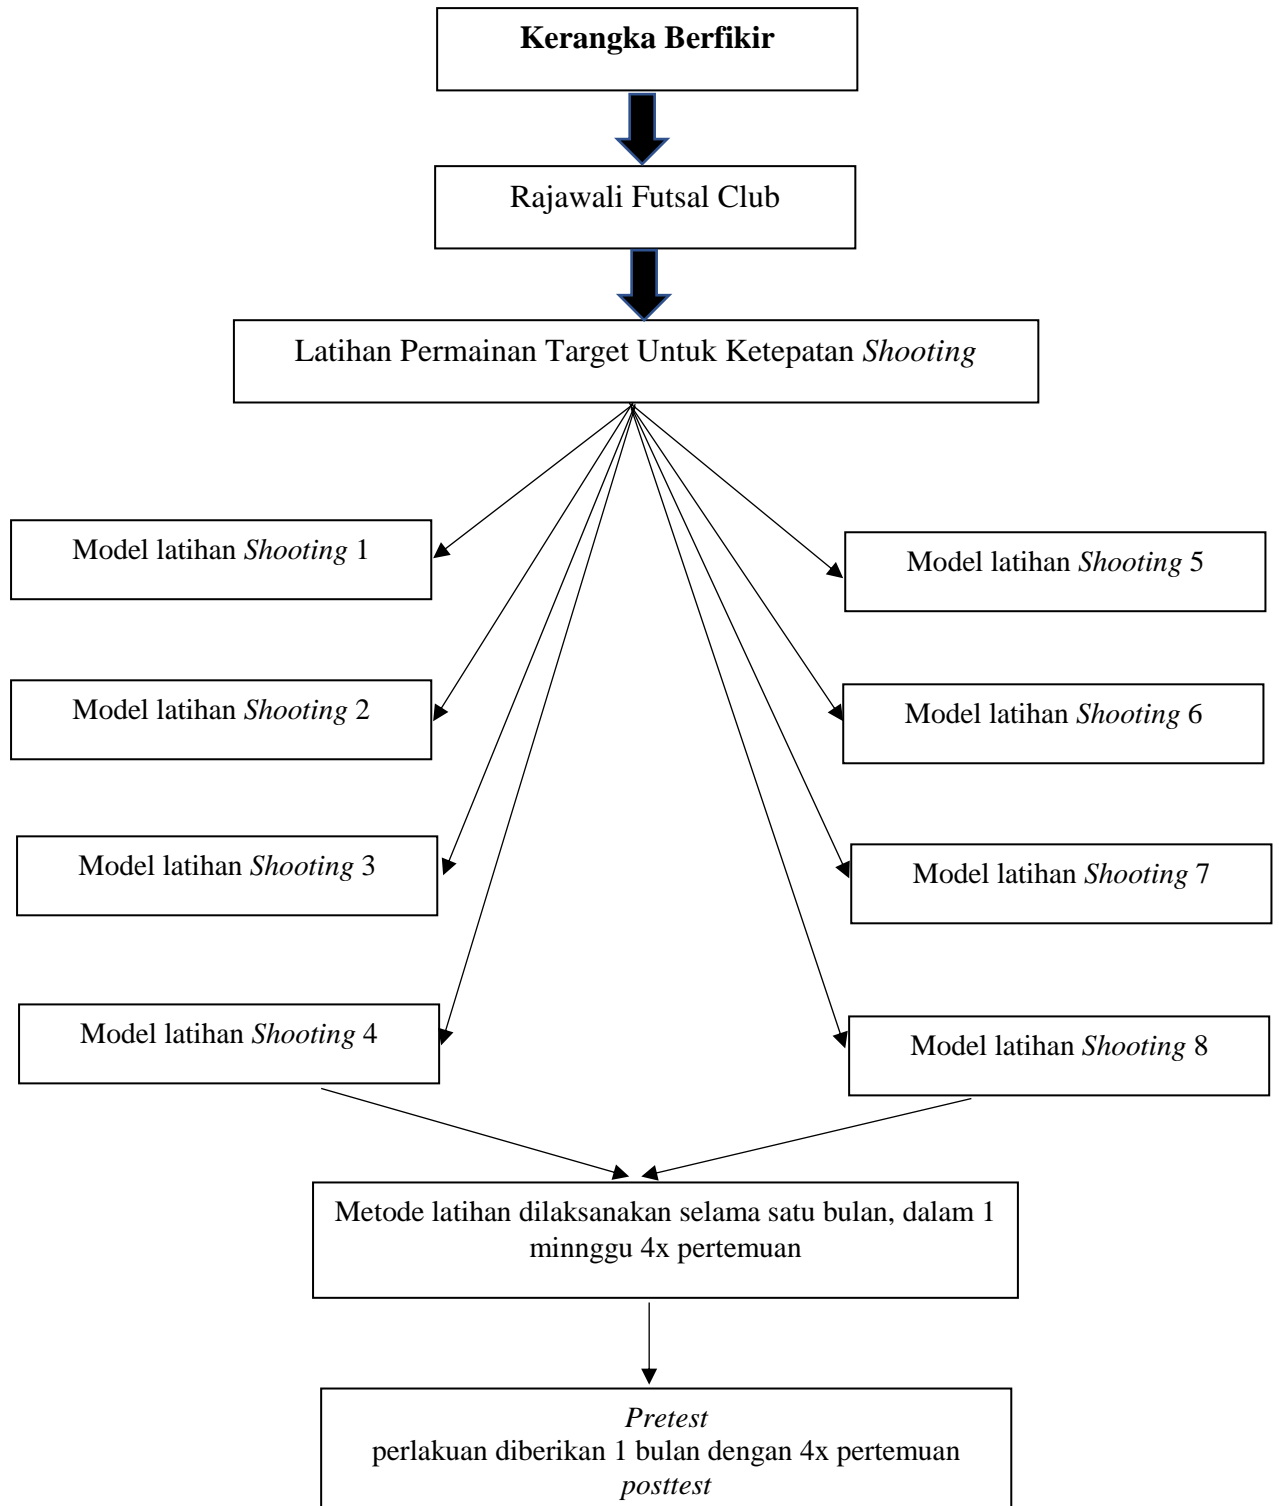 Kerangka Berfikir
Rajawali Futsal Club
Latihan Permainan Target Untuk Ketepatan Shooting
Model latihan Shooting 1
Model latihan Shooting 2
Model latihan Shooting 3
Model latihan Shooting 4
Model latihan Shooting 5
Model latihan Shooting 6
Model latihan Shooting 7
Model latihan Shooting 8
Metode latihan dilaksanakan selama satu bulan, dalam 1
minnggu 4x pertemuan
Pretest
perlakuan diberikan 1 bulan dengan 4x pertemuan
posttest